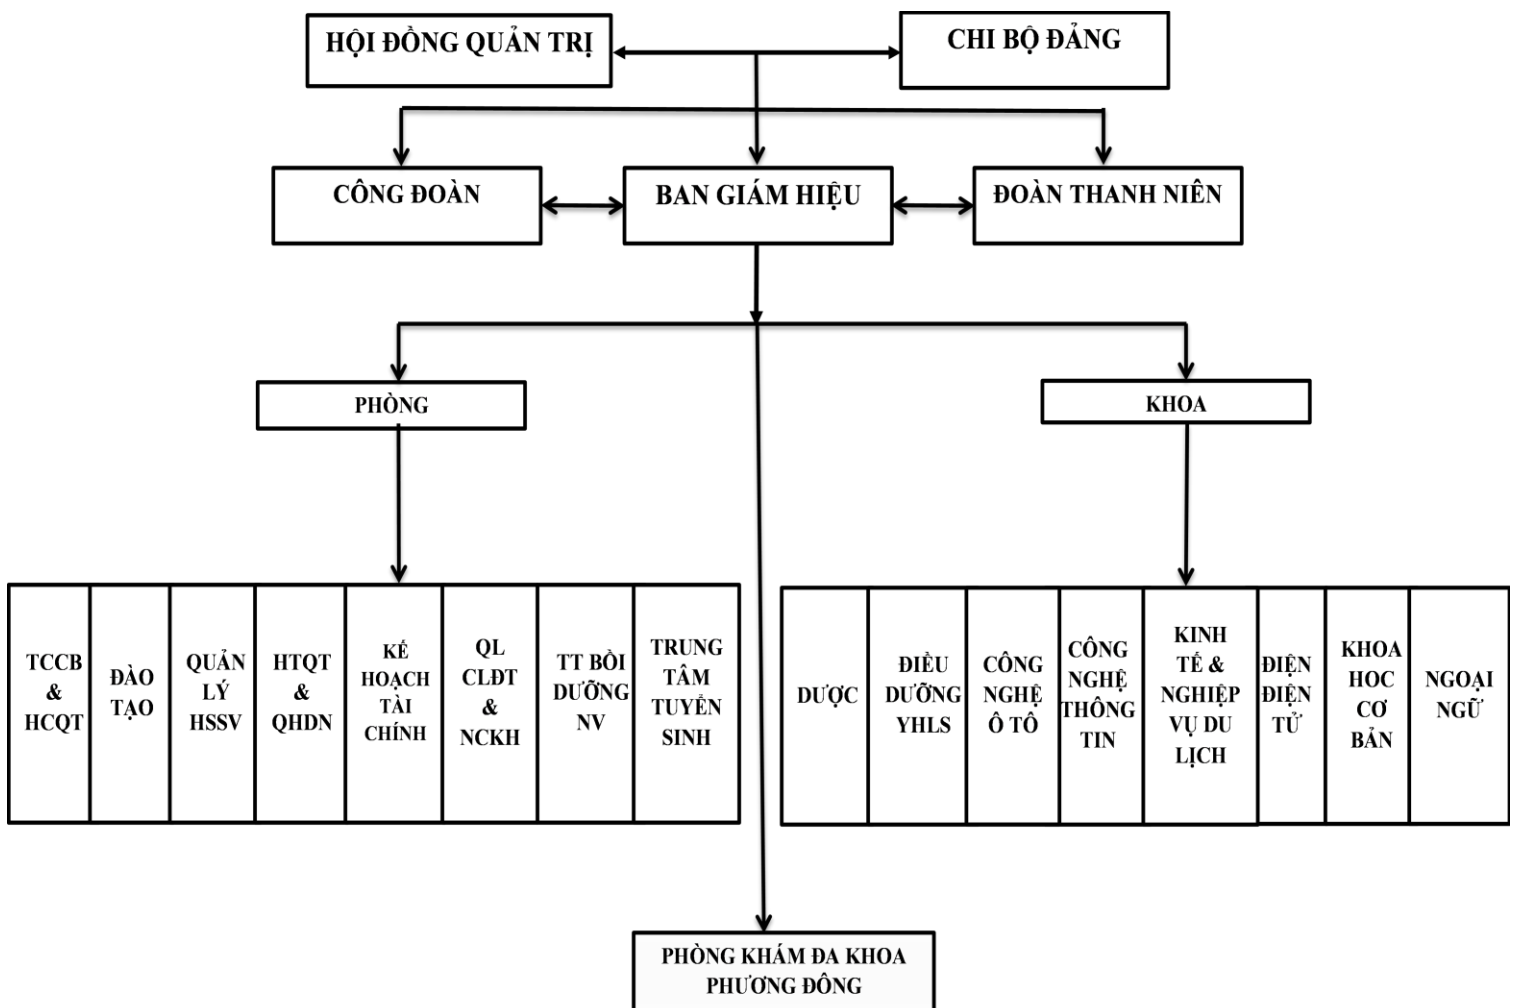 HỘI ĐỒNG QUẢN TRỊ
CHI BỘ ĐẢNG
CÔNG ĐOÀN
BAN GIÁM HIỆU
ĐOÀN THANH NIÊN
PHÒNG
KHOA
TCCB
&
HCQT
ĐÀO
TẠO
QUẢN
LÝ
HSSV
HTQT
&
QHDN
KẾ
HOẠCH
TÀI
CHÍNH
QL
CLĐT
&
NCKH
TT BỒI
DƯỠNG
NV
TRUNG
TÂM
TUYỂN
SINH
DƯỢC
ĐIỀU
DƯỠNG
YHLS
CÔNG
NGHỆ
Ô TÔ
CÔNG
NGHỆ
THÔNG
TIN
KINH
TẾ &
NGHIỆP
VỤ DU
LỊCH
ĐIỆN
ĐIỆN
TỬ
KHOA
HOC
CƠ
BẢN
NGOẠI
NGỮ
PHÒNG KHÁM ĐA KHOA
PHƯƠNG ĐÔNG